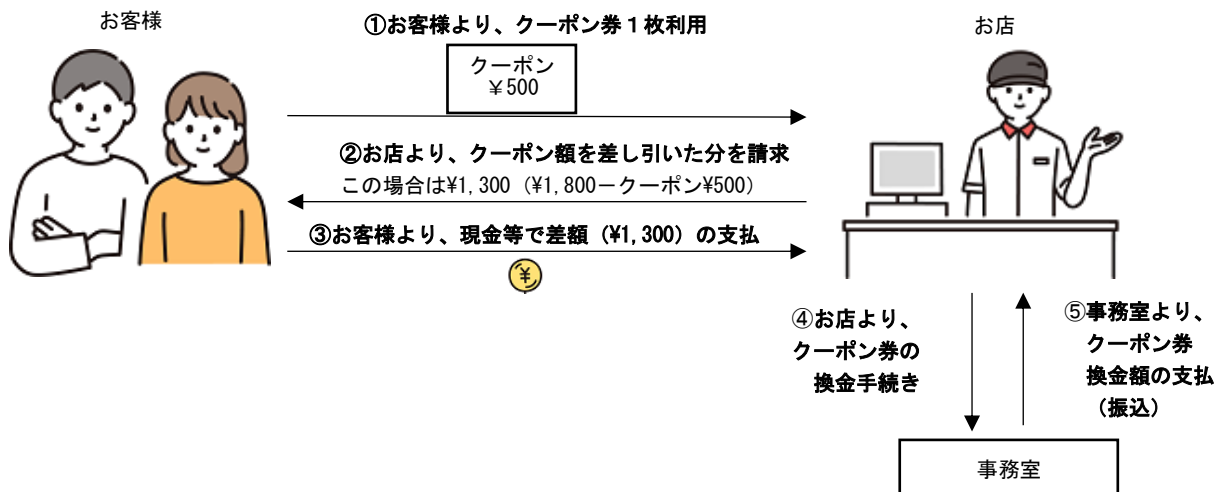 お客様
お店
①お客様より、クーポン券１枚利用
クーポン
￥500
②お店より、クーポン額を差し引いた分を請求
この場合は¥1,300（¥1,800－クーポン¥500）
③お客様より、現金等で差額（¥1,300）の支払
¥
④お店より、
クーポン券の
換金手続き
⑤事務室より、
クーポン券
換金額の支払
（振込）
事務室